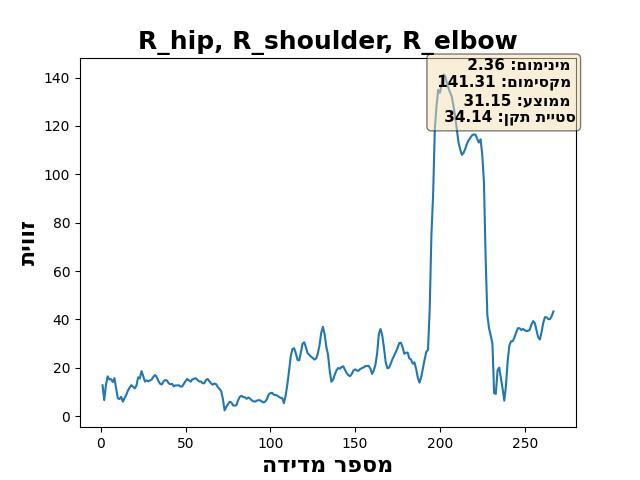 R_hip, R_shoulder, R_elbow
מינימום: 2.36
מקסימום: 141.31
ממוצע: 31.15
סטיית תקן: 34.14
140
120
100
80
60
40
20
0
זווית
0 50 100 150 200 250
מספר מדידה